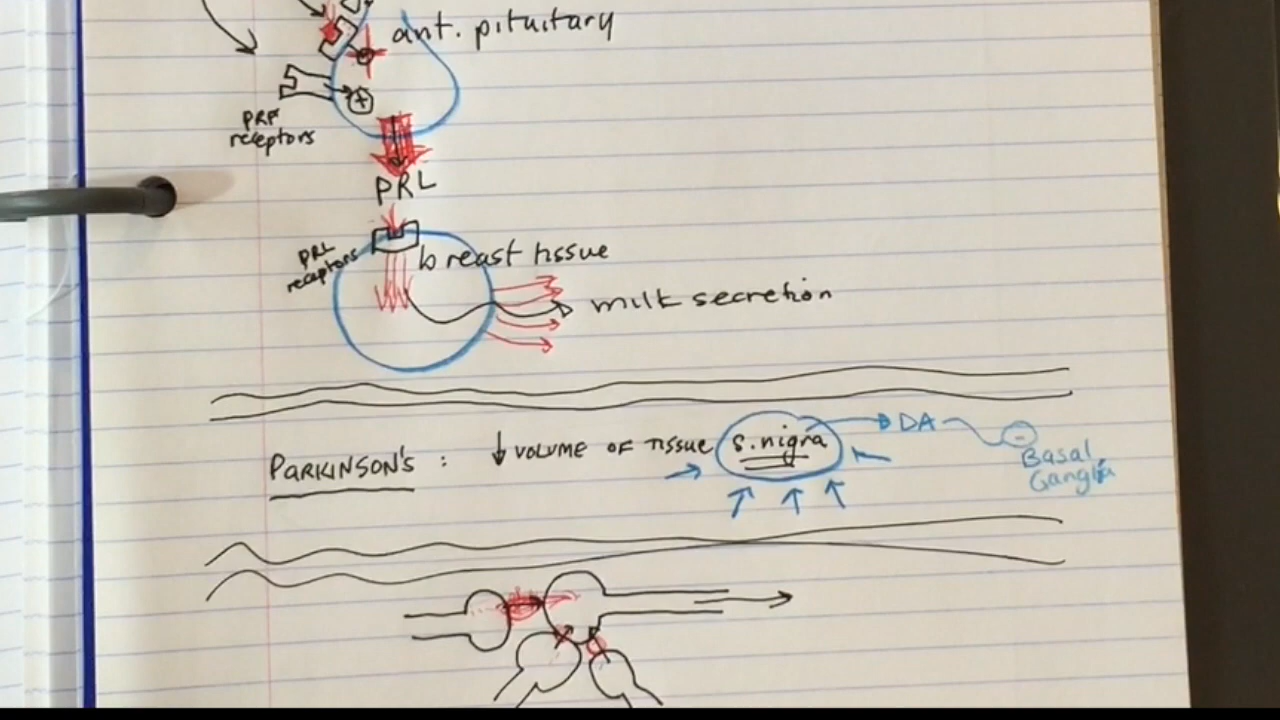 ant. pituitary
+
PRF
receptors
PRL
PRL
receptors
breast tissue
milk secretion
PARKINSON'S : ↓ VOLUME OF TISSUE s.nigra → DA
-
Basal
Ganglia